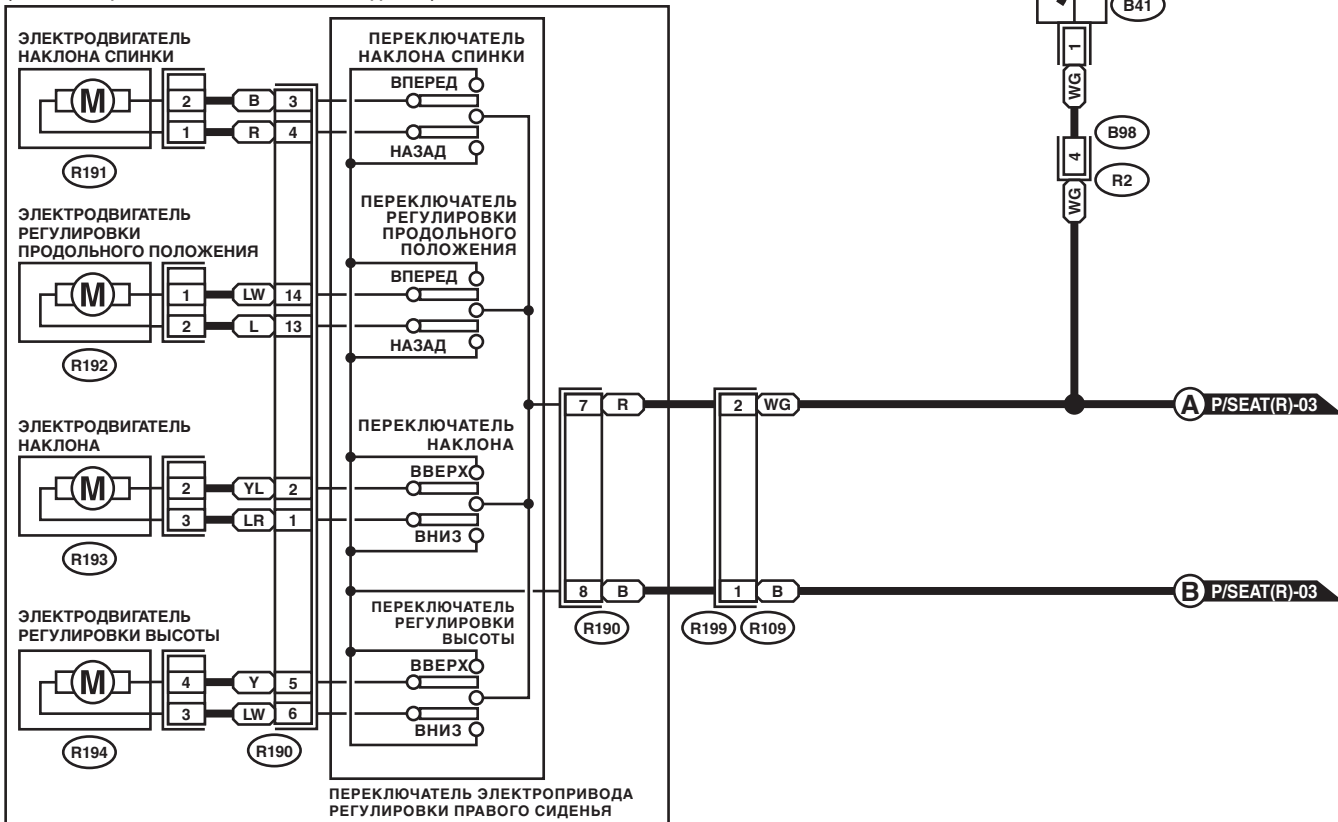 B41
1
WG
4
B98
R2
WG
ЭЛЕКТРОДВИГАТЕЛЬ
НАКЛОНА СПИНКИ
M
2 B 3
1 R 4
R191
ПЕРЕКЛЮЧАТЕЛЬ
НАКЛОНА СПИНКИ
ВПЕРЕД
НАЗАД
ЭЛЕКТРОДВИГАТЕЛЬ
РЕГУЛИРОВКИ
ПРОДОЛЬНОГО ПОЛОЖЕНИЯ
M
1 LW 14
2 L 13
R192
ПЕРЕКЛЮЧАТЕЛЬ
РЕГУЛИРОВКИ
ПРОДОЛЬНОГО
ПОЛОЖЕНИЯ
ВПЕРЕД
НАЗАД
7 R 2 WG A P/SEAT(R)-03
ЭЛЕКТРОДВИГАТЕЛЬ
НАКЛОНА
M
2 YL 2
3 LR 1
R193
ПЕРЕКЛЮЧАТЕЛЬ
НАКЛОНА
ВВЕРХ
ВНИЗ
8 B 1 B B P/SEAT(R)-03
R190 R199 R109
ЭЛЕКТРОДВИГАТЕЛЬ
РЕГУЛИРОВКИ ВЫСОТЫ
M
4 Y 5
3 LW 6
R194
R190
ПЕРЕКЛЮЧАТЕЛЬ
РЕГУЛИРОВКИ
ВЫСОТЫ
ВВЕРХ
ВНИЗ
ПЕРЕКЛЮЧАТЕЛЬ ЭЛЕКТРОПРИВОДА
РЕГУЛИРОВКИ ПРАВОГО СИДЕНЬЯ